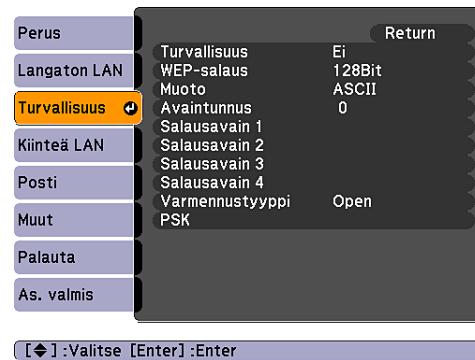 Perus
Langaton LAN
Turvallisuus
Kiinteä LAN
Posti
Muut
Palauta
As. valmis
Return
Turvallisuus Ei
WEP-salaus 128Bit
Muoto ASCII
Avaintunnus 0
Salausavain 1
Salausavain 2
Salausavain 3
Salausavain 4
Varmennustyyppi Open
PSK
[◆] :Valitse [Enter] :Enter